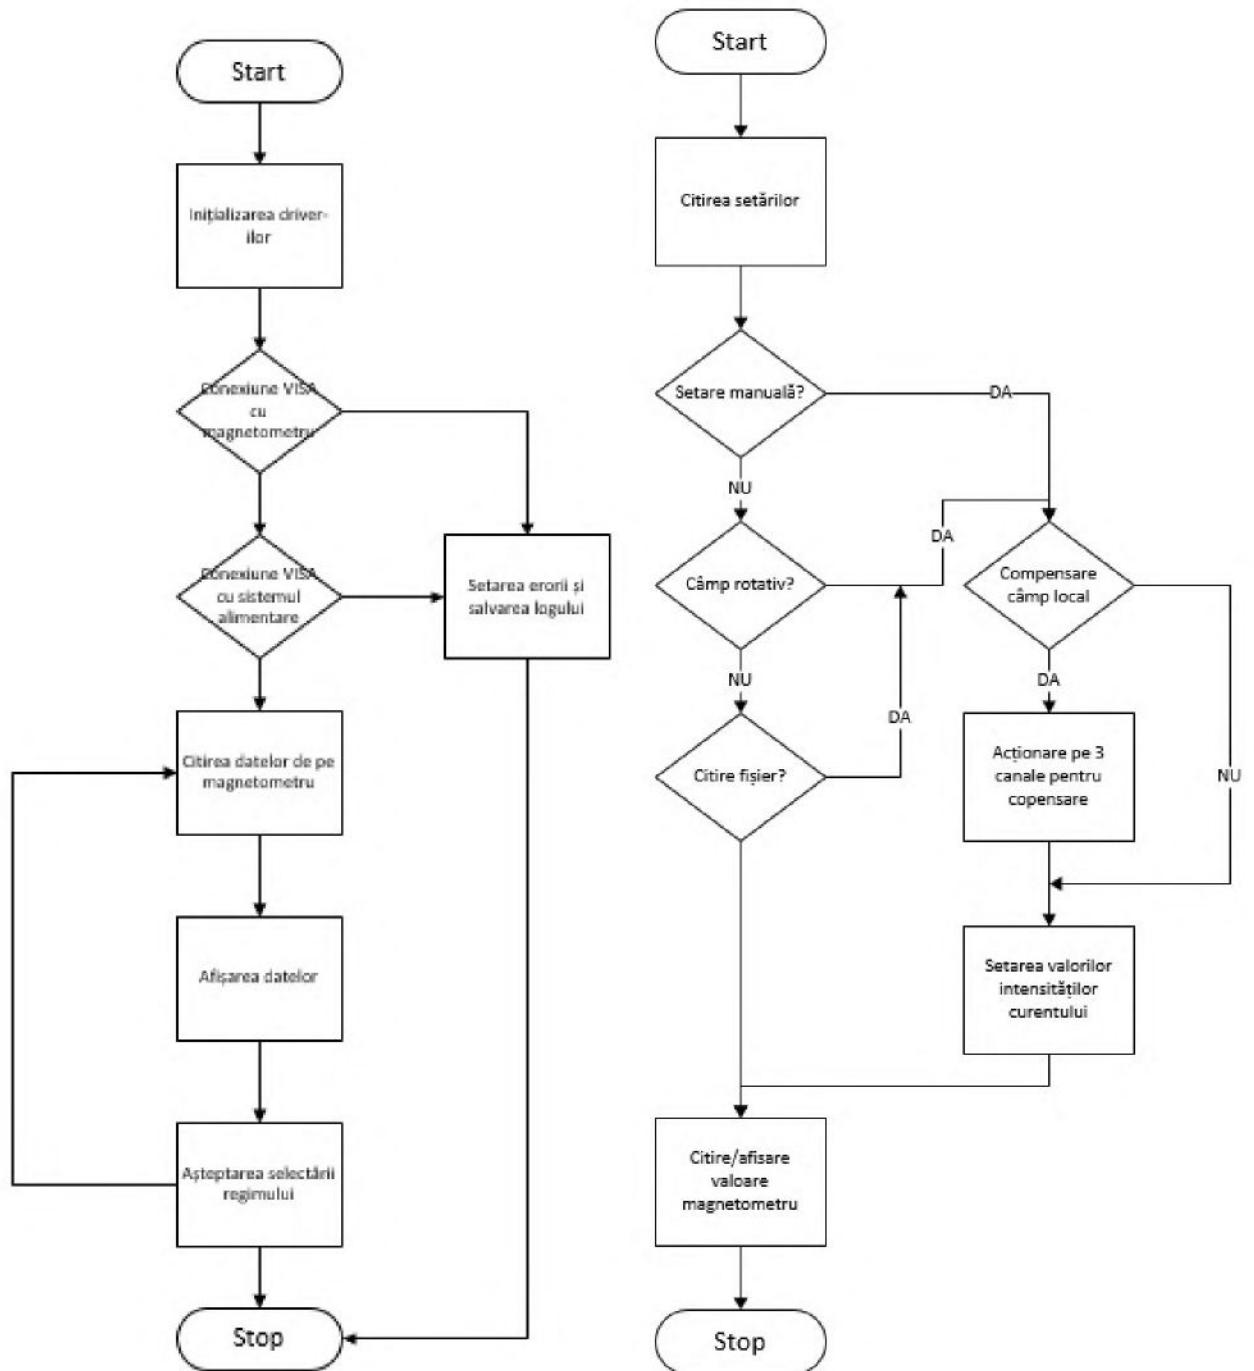 Start
Inițializarea driver-
ilor
Conexiune VISA
cu
magnetometru
Conexiune VISA
cu sistemul
alimentare
Setarea erorii și
salvarea logului
Citirea datelor de pe
magnetometru
Afișarea datelor
Așteptarea selectării
regimului
Stop
Start
Citirea setărilor
Setare manuală?
DA
NU
Câmp rotativ?
DA
Compensare
câmp local
NU
DA
Citire fișier?
DA
Acționare pe 3
canale pentru
copensare
NU
Setarea valorilor
intensităților
curentului
Citire/afisare
valoare
magnetometru
Stop